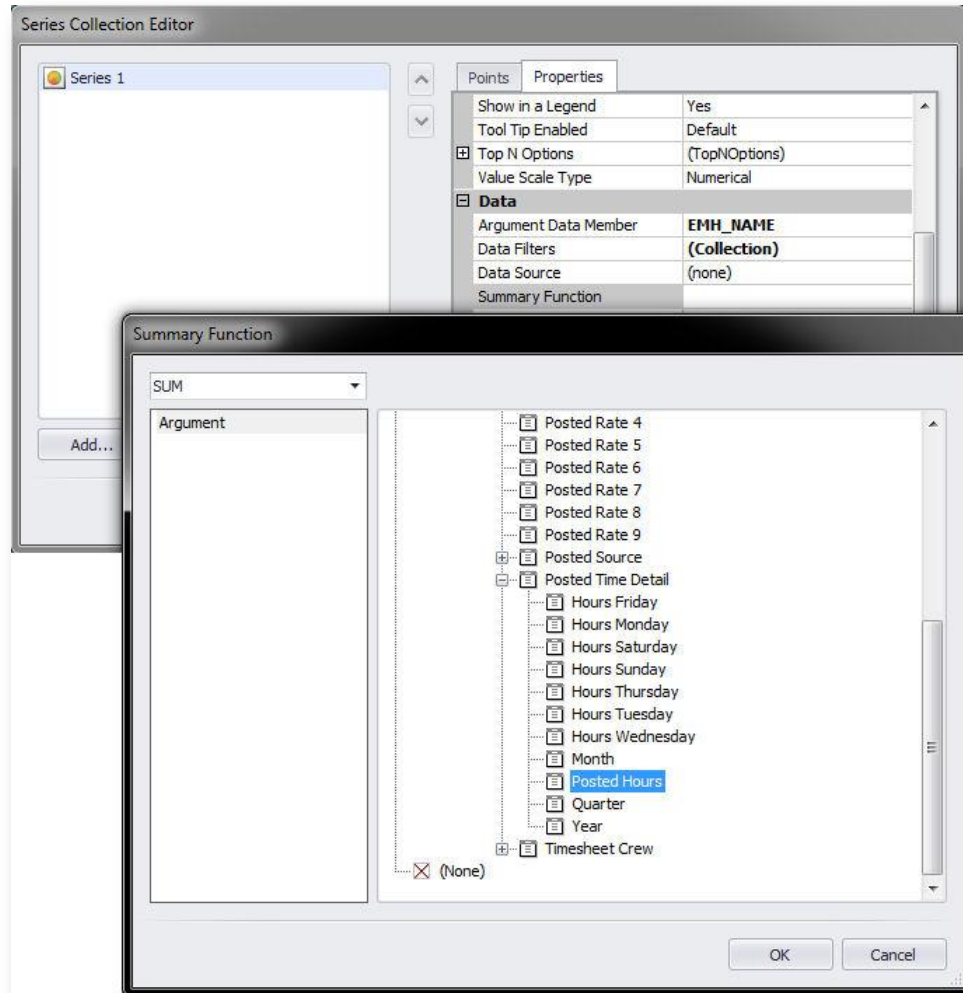 Series Collection Editor
Series 1
Points Properties
Show in a Legend Yes
Tool Tip Enabled Default
Top N Options (TopNOptions)
Value Scale Type Numerical
Data
Argument Data Member EMH_NAME
Data Filters (Collection)
Data Source (none)
Summary Function
Add...
Summary Function
SUM
Argument
Posted Rate 4
Posted Rate 5
Posted Rate 6
Posted Rate 7
Posted Rate 8
Posted Rate 9
Posted Source
Posted Time Detail
Hours Friday
Hours Monday
Hours Saturday
Hours Sunday
Hours Thursday
Hours Tuesday
Hours Wednesday
Month
Posted Hours
Quarter
Year
Timesheet Crew
(None)
OK Cancel